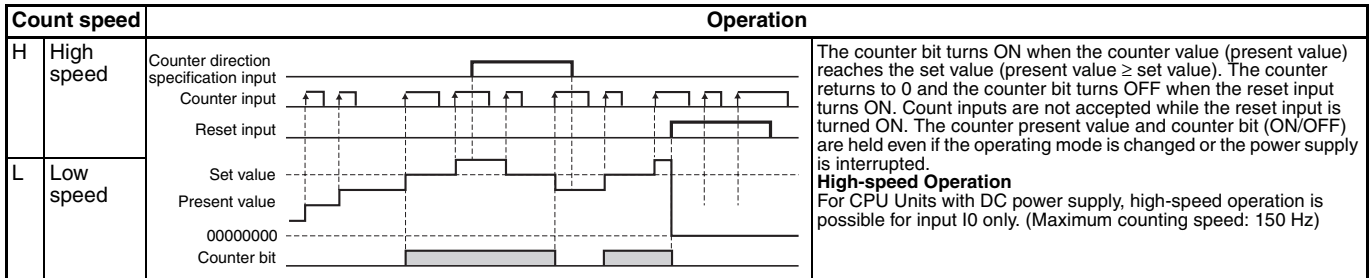 Count speed
Operation
H
High
speed
Counter direction
specification input
Counter input
Reset input
L
Low
speed
Set value
Present value
00000000
Counter bit
The counter bit turns ON when the counter value (present value)
reaches the set value (present value ≥ set value). The counter
returns to 0 and the counter bit turns OFF when the reset input
turns ON. Count inputs are not accepted while the reset input is
turned ON. The counter present value and counter bit (ON/OFF)
are held even if the operating mode is changed or the power supply
is interrupted.
High-speed Operation
For CPU Units with DC power supply, high-speed operation is
possible for input I0 only. (Maximum counting speed: 150 Hz)